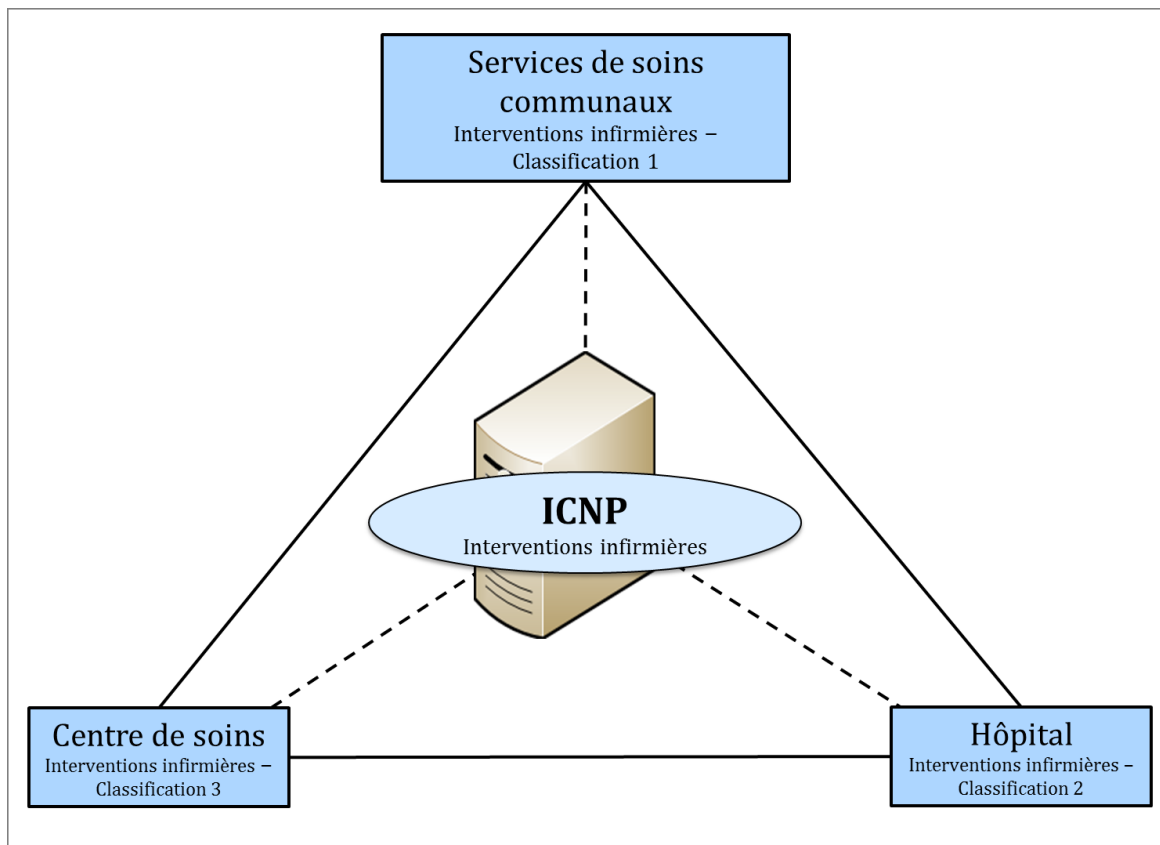 Services de soins
communaux
Interventions infirmières –
Classification 1
ICNP
Interventions infirmières
Centre de soins
Interventions infirmières –
Classification 3
Hôpital
Interventions infirmières –
Classification 2